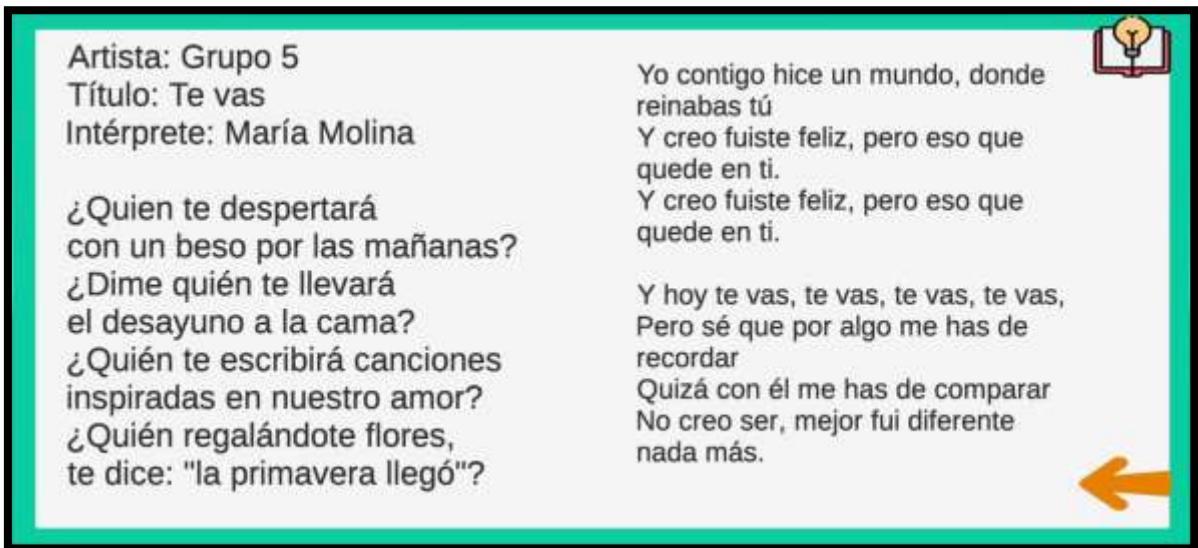 Artista: Grupo 5
Título: Te vas
Intérprete: María Molina
¿Quien te despertará
con un beso por las mañanas?
¿Dime quién te llevará
el desayuno a la cama?
¿Quién te escribirá canciones
inspiradas en nuestro amor?
¿Quién regalándote flores,
te dice: "la primavera llegó"?
Yo contigo hice un mundo, donde
reinabas tú
Y creo fuiste feliz, pero eso que
quede en ti.
Y creo fuiste feliz, pero eso que
quede en ti.
Y hoy te vas, te vas, te vas, te vas,
Pero sé que por algo me has de
recordar
Quizá con él me has de comparar
No creo ser, mejor fui diferente
nada más.